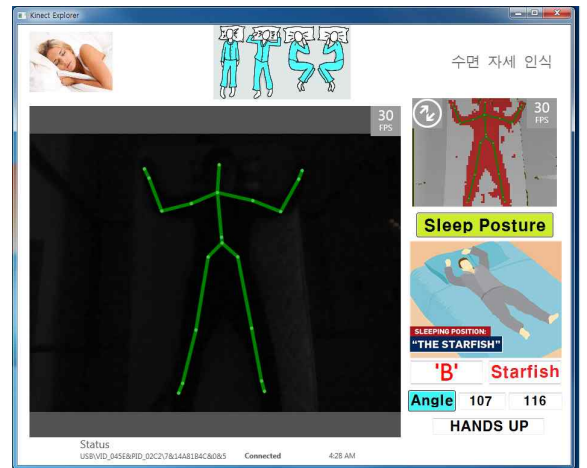 Kinect Explorer
수면 자세 인식
30
FPS
30
FPS
Sleep Posture
SLEEPING POSITION:
"THE STARFISH"
'B' Starfish
Angle 107 116
HANDS UP
Status
USB\VID_045E&PID_02C2\7&14A81B4C&0&5 Connected 4:28 AM